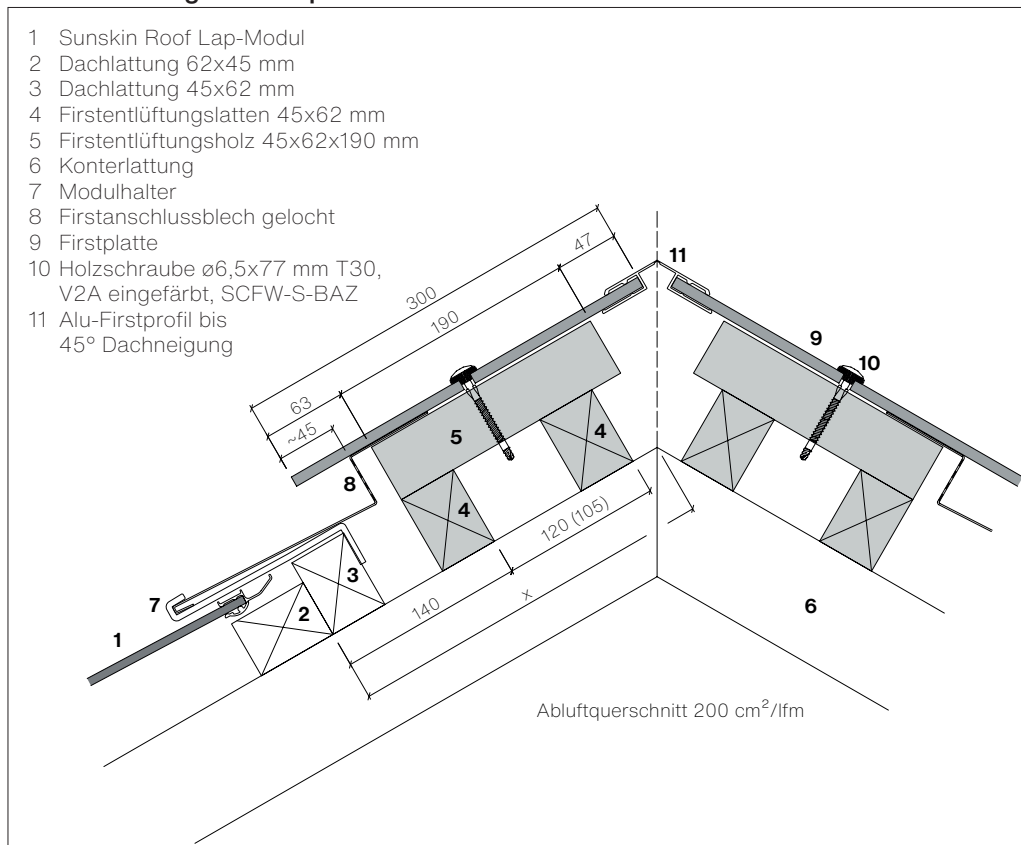 1 Sunskin Roof Lap-Modul
2 Dachlattung 62x45 mm
3 Dachlattung 45x62 mm
4 Firstentlüftungslatten 45x62 mm
5 Firstentlüftungsholz 45x62x190 mm
6 Konterlattung
7 Modulhalter
8 Firstanschlussblech gelocht
9 Firstplatte
10 Holzschraube ø6,5x77 mm T30,
V2A eingefärbt, SCFW-S-BAZ
11 Alu-Firstprofil bis
45° Dachneigung
47
11
300
190
9
10
63
~45
5
4
8
4
120 (105)
3
7
140
x
2
6
1
Abluftquerschnitt 200 cm²/lfm